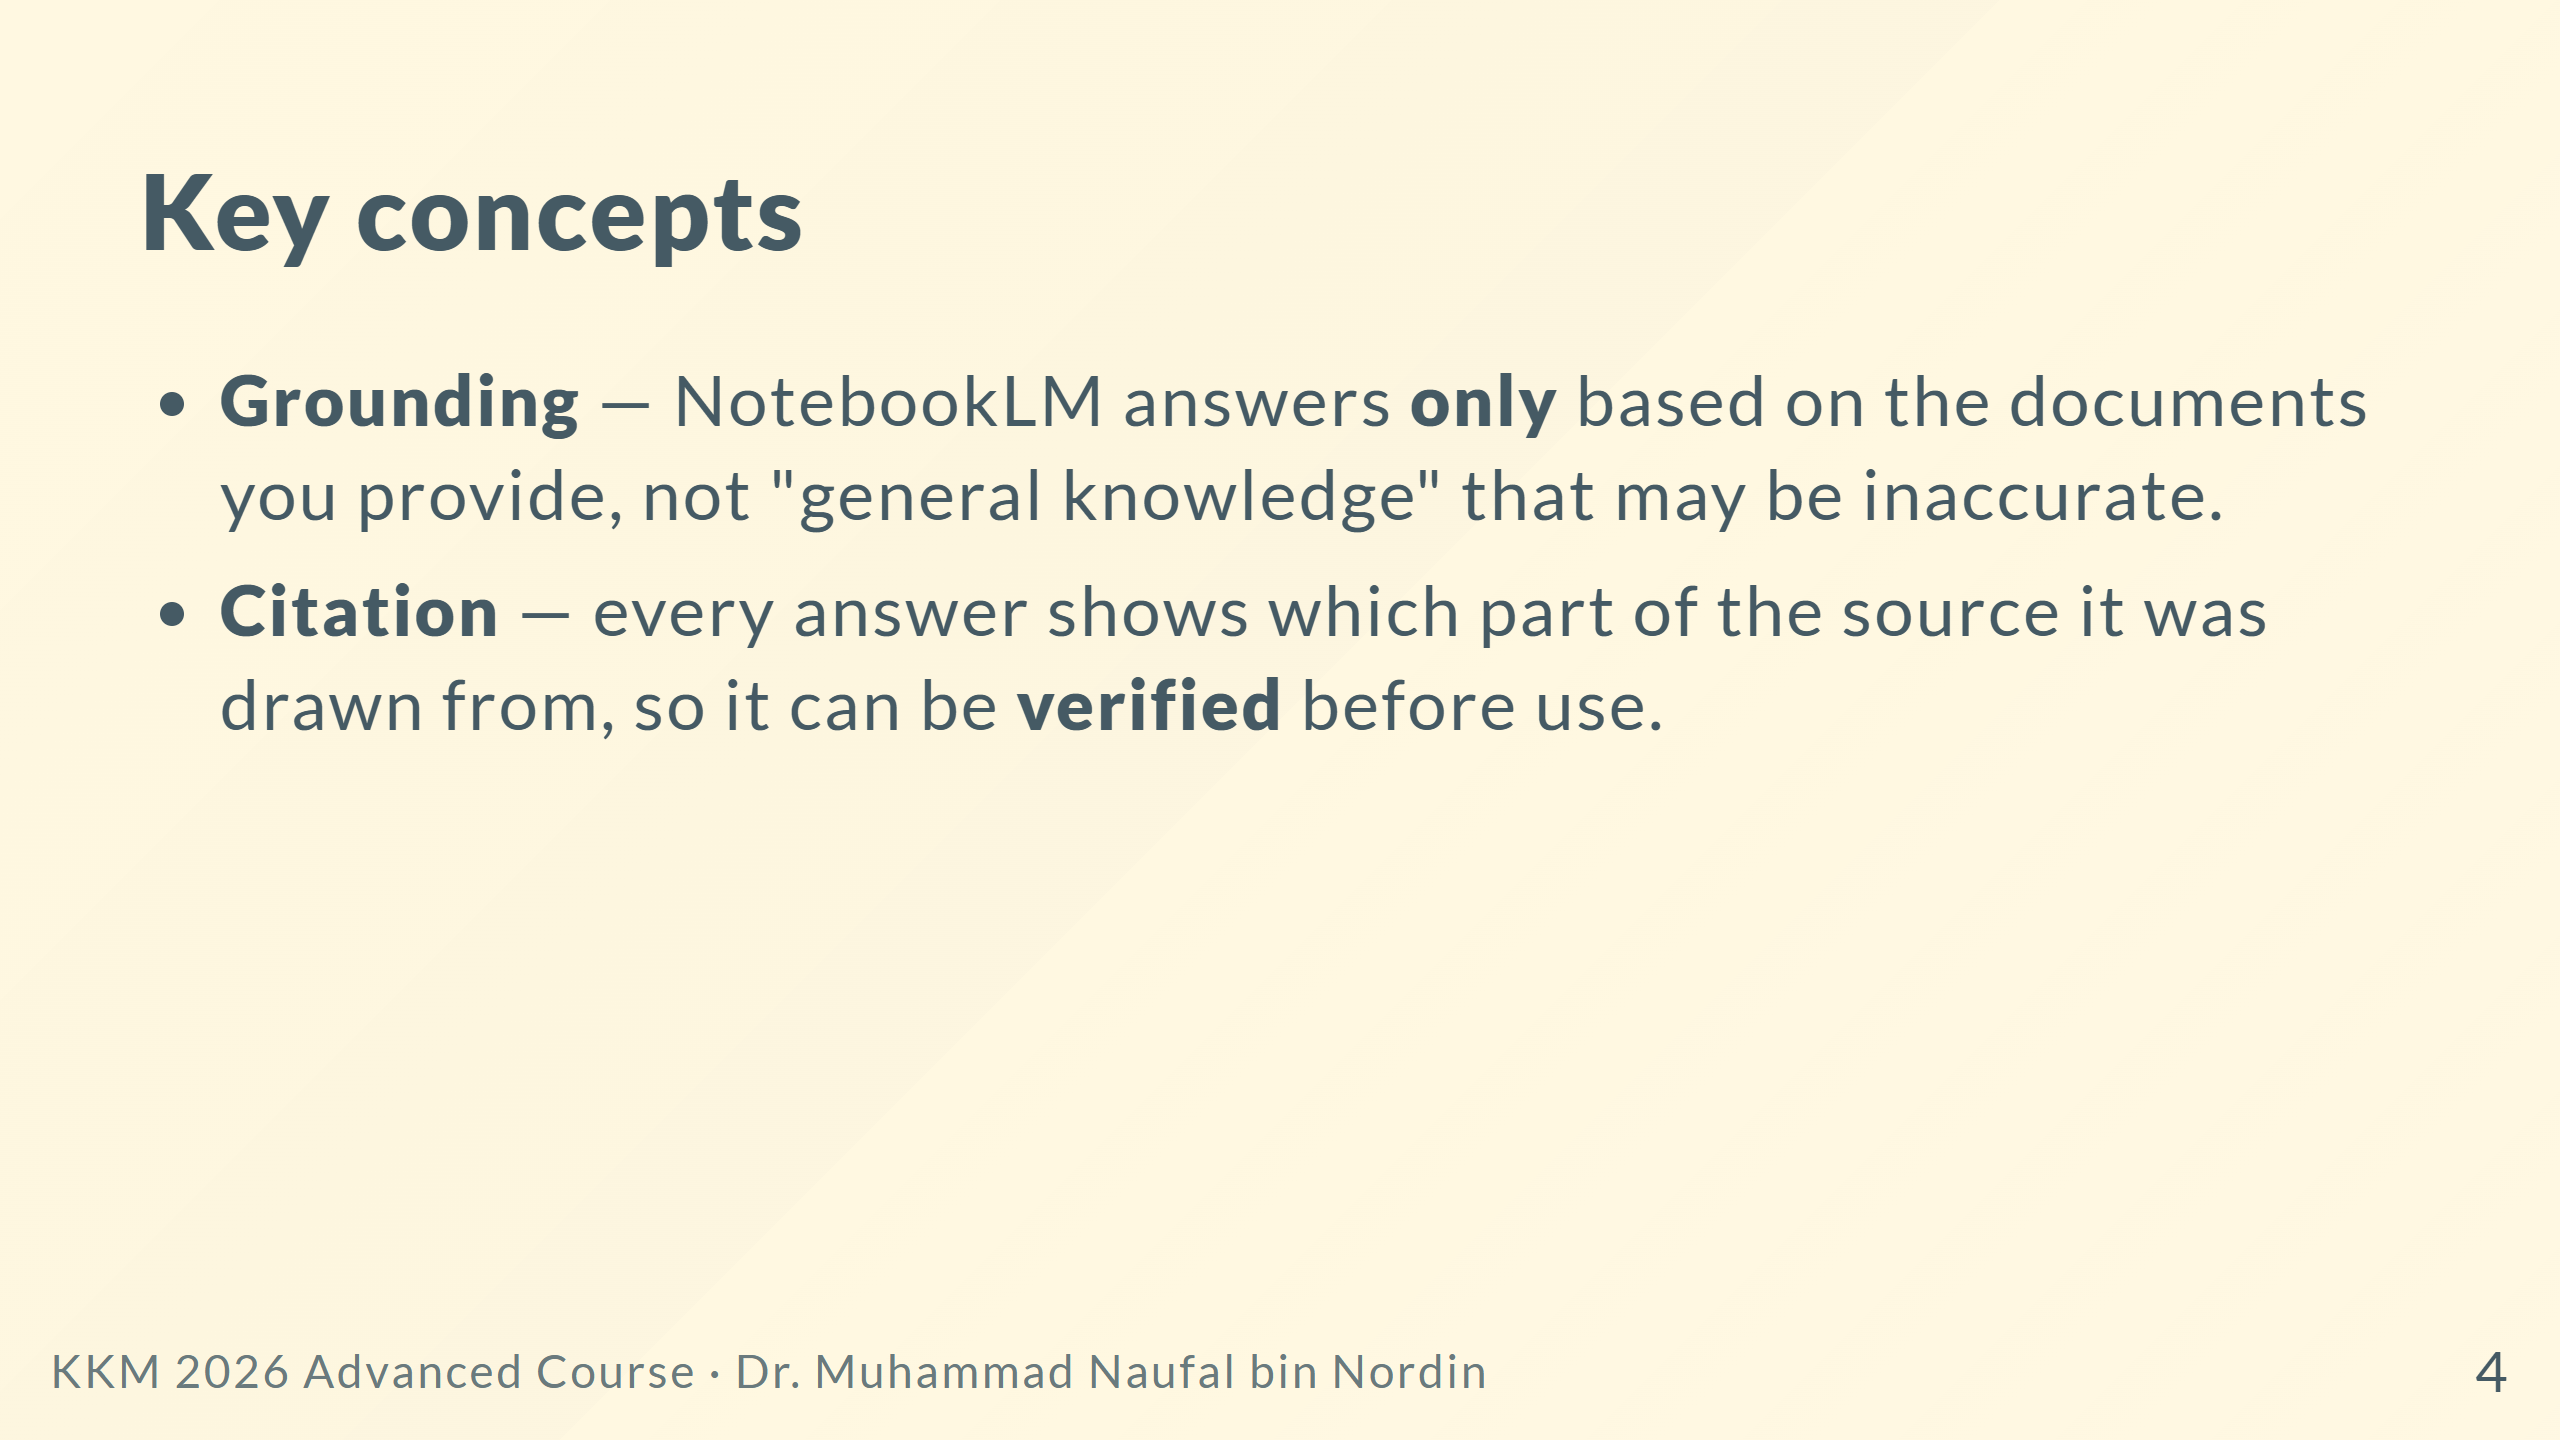 Key concepts
• Grounding — NotebookLM answers only based on the documents
you provide, not "general knowledge" that may be inaccurate.
• Citation — every answer shows which part of the source it was
drawn from, so it can be verified before use.
KKM 2026 Advanced Course · Dr. Muhammad Naufal bin Nordin
4